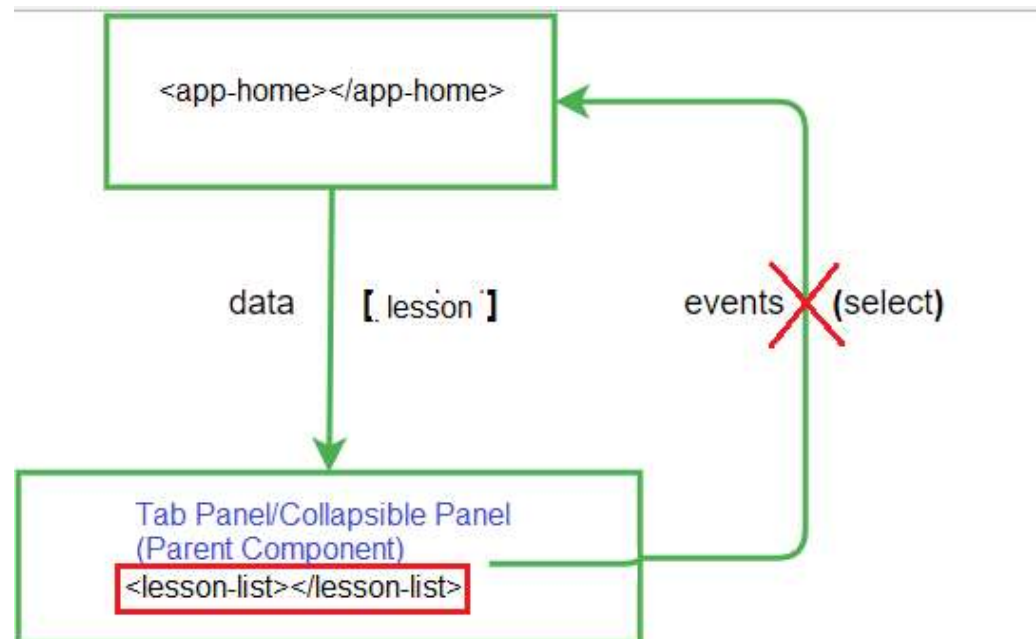 <app-home></app-home>
data [ lesson ] events (select)
Tab Panel/Collapsible Panel
(Parent Component)
<lesson-list></lesson-list>